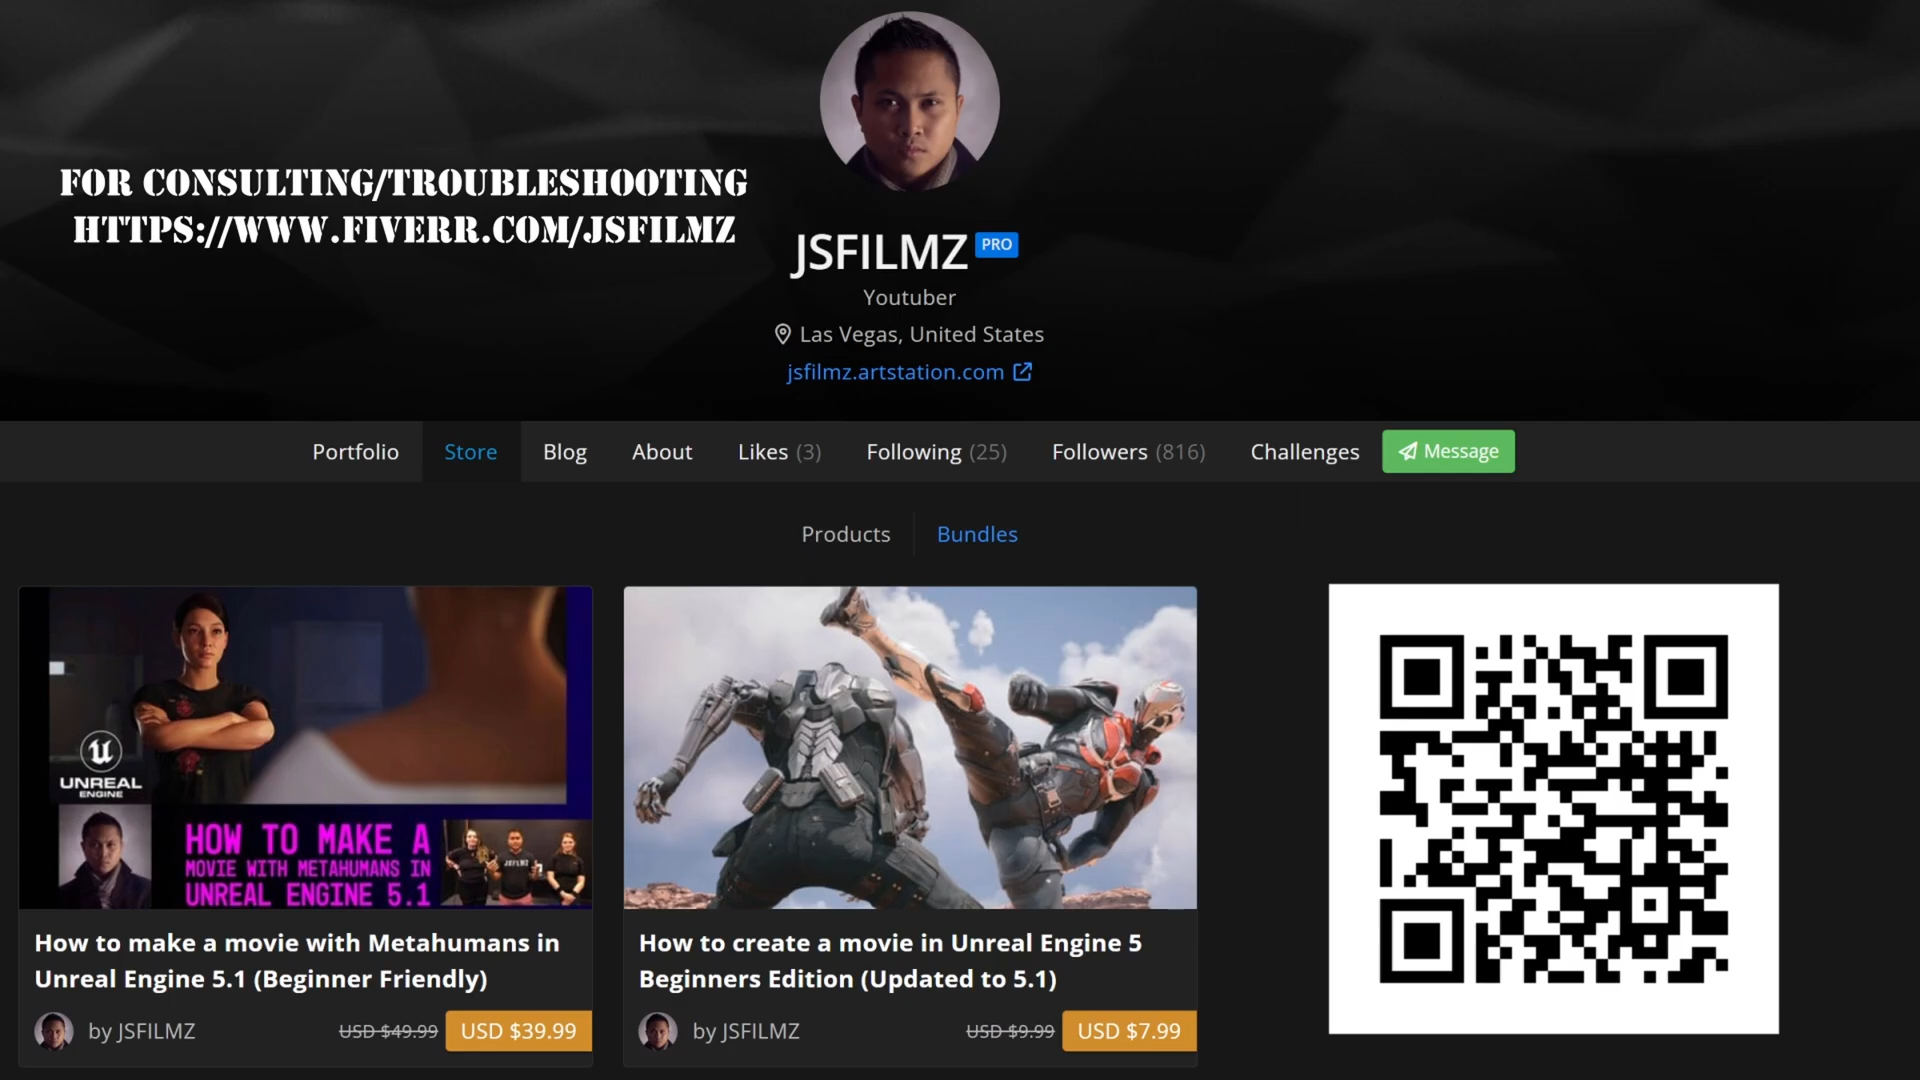 FOR CONSULTING/TROUBLESHOOTING
HTTPS://WWW.FIVERR.COM/JSFILMZ
JSFILMZ PRO
Youtuber
Las Vegas, United States
jsfilmz.artstation.com
Portfolio Store Blog About Likes (3) Following (25) Followers (816) Challenges Message
Products Bundles
UNREAL
ENGINE
HOW TO MAKE A
MOVIE WITH METAHUMANS IN
UNREAL ENGINE 5.1
JSFILMZ
How to make a movie with Metahumans in
Unreal Engine 5.1 (Beginner Friendly)
by JSFILMZ USD $49.99 USD $39.99
How to create a movie in Unreal Engine 5
Beginners Edition (Updated to 5.1)
by JSFILMZ USD $9.99 USD $7.99